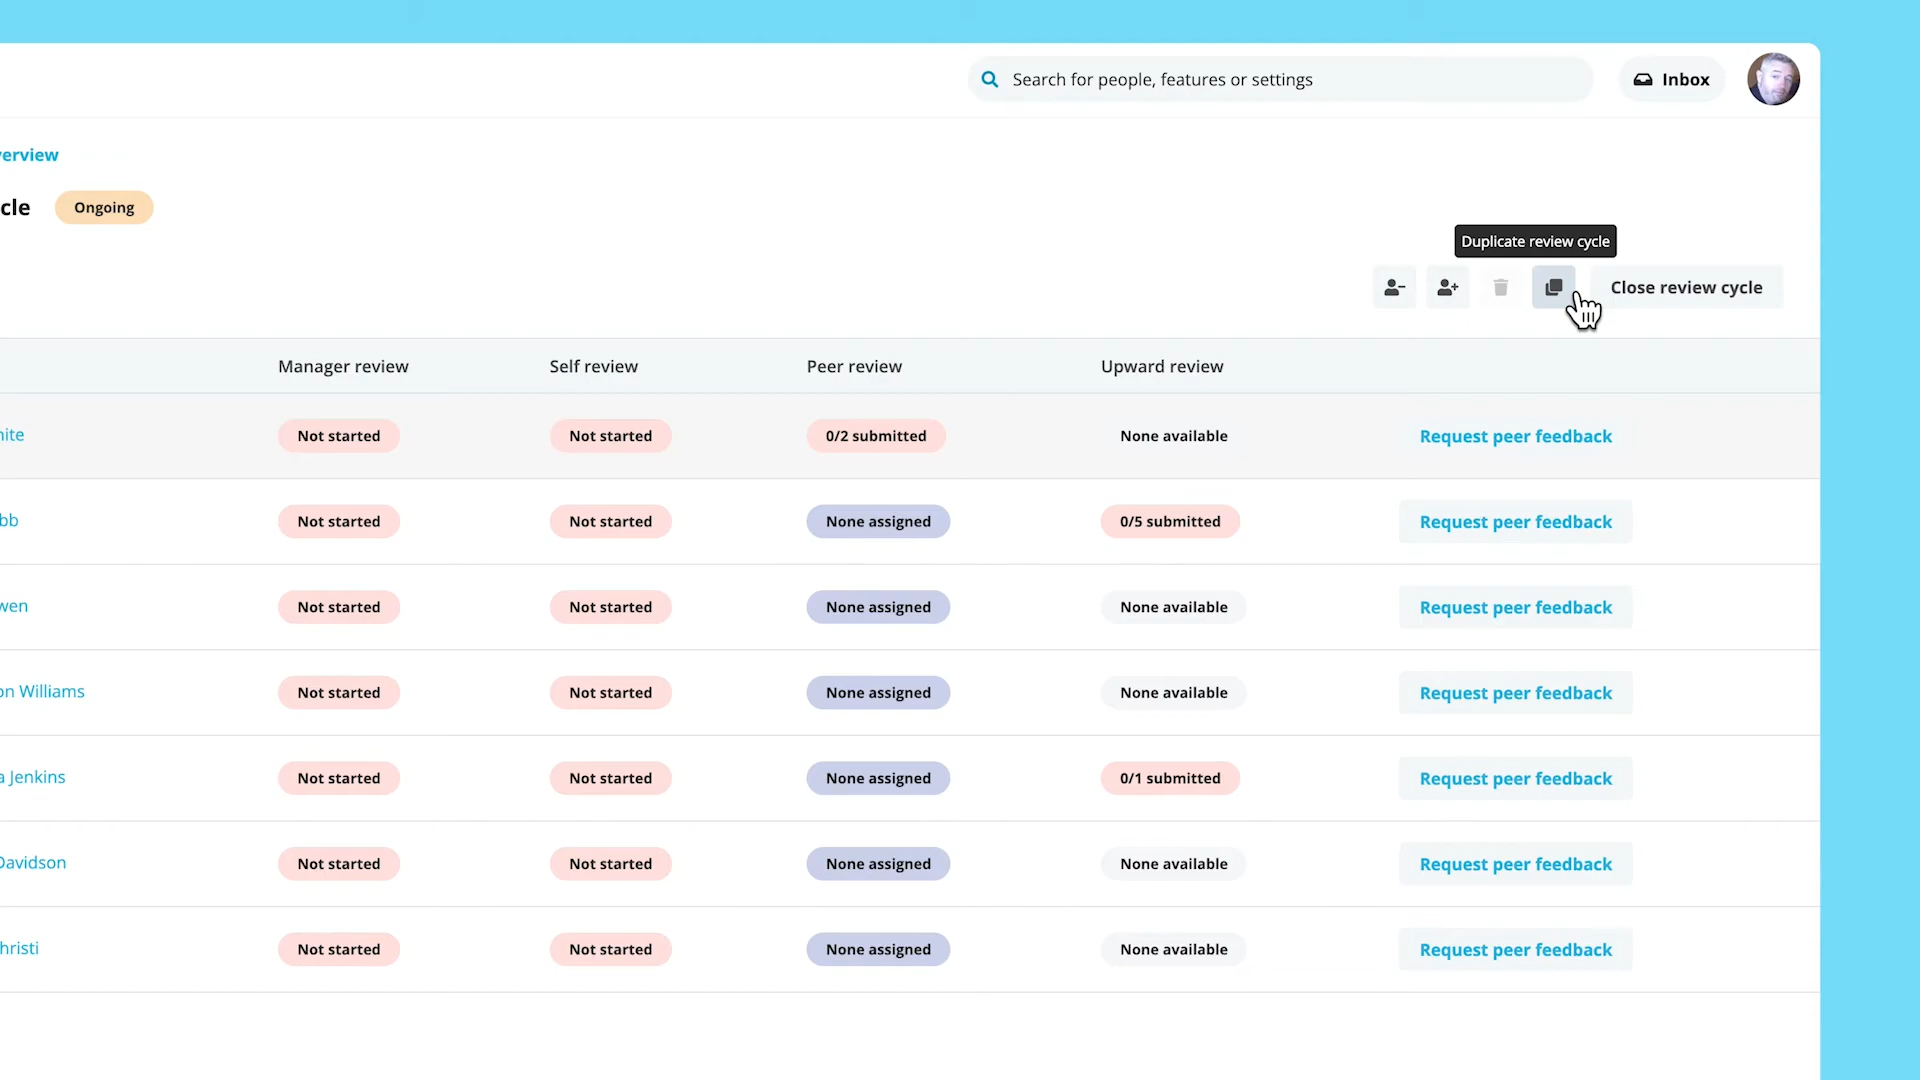 Search for people, features or settings
Inbox
verview
cle
Ongoing
Duplicate review cycle
Close review cycle
Manager review Self review Peer review Upward review
hite Not started Not started 0/2 submitted None available Request peer feedback
bb Not started Not started None assigned 0/5 submitted Request peer feedback
wen Not started Not started None assigned None available Request peer feedback
on Williams Not started Not started None assigned None available Request peer feedback
a Jenkins Not started Not started None assigned 0/1 submitted Request peer feedback
Davidson Not started Not started None assigned None available Request peer feedback
hristi Not started Not started None assigned None available Request peer feedback